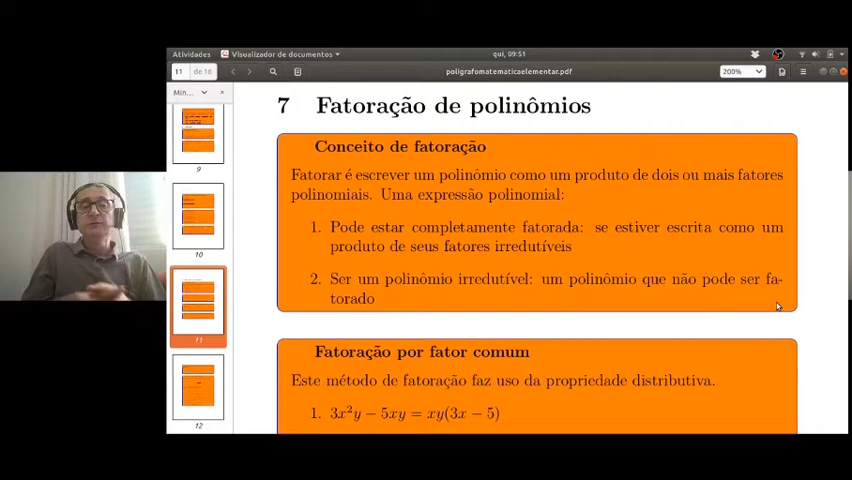 Atividades Visualizador de documentos qui, 09:51
11 de 16 poligrafomatematicaelementar.pdf 200%
Min...
9
10
11
12
7 Fatoração de polinômios
Conceito de fatoração
Fatorar é escrever um polinômio como um produto de dois ou mais fatores
polinomiais. Uma expressão polinomial:
1. Pode estar completamente fatorada: se estiver escrita como um
produto de seus fatores irredutíveis
2. Ser um polinômio irredutível: um polinômio que não pode ser fa-
torado
Fatoração por fator comum
Este método de fatoração faz uso da propriedade distributiva.
1. 3x²y − 5xy = xy(3x − 5)